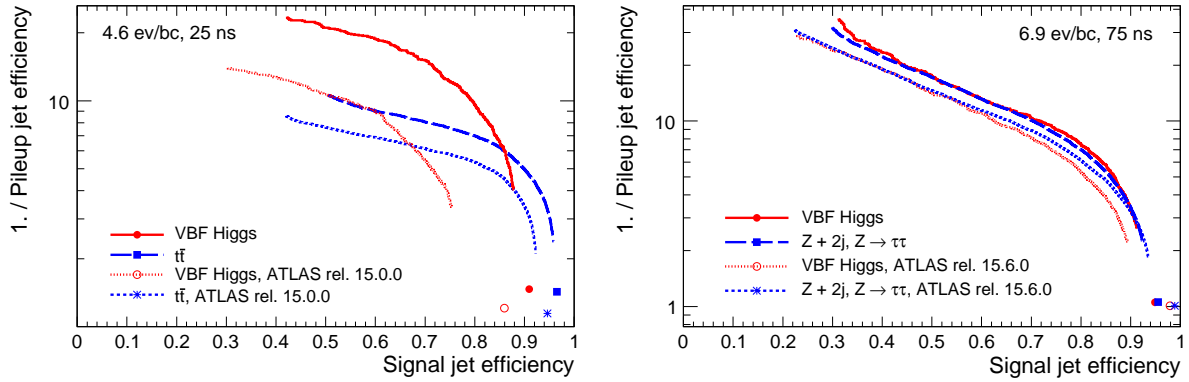 4.6 ev/bc, 25 ns
1. / Pileup jet efficiency
10
VBF Higgs
tt̄
VBF Higgs, ATLAS rel. 15.0.0
tt̄, ATLAS rel. 15.0.0
0 0.1 0.2 0.3 0.4 0.5 0.6 0.7 0.8 0.9 1
Signal jet efficiency
6.9 ev/bc, 75 ns
1. / Pileup jet efficiency
10
VBF Higgs
Z + 2j, Z → ττ
VBF Higgs, ATLAS rel. 15.6.0
Z + 2j, Z → ττ, ATLAS rel. 15.6.0
1
0 0.1 0.2 0.3 0.4 0.5 0.6 0.7 0.8 0.9 1
Signal jet efficiency